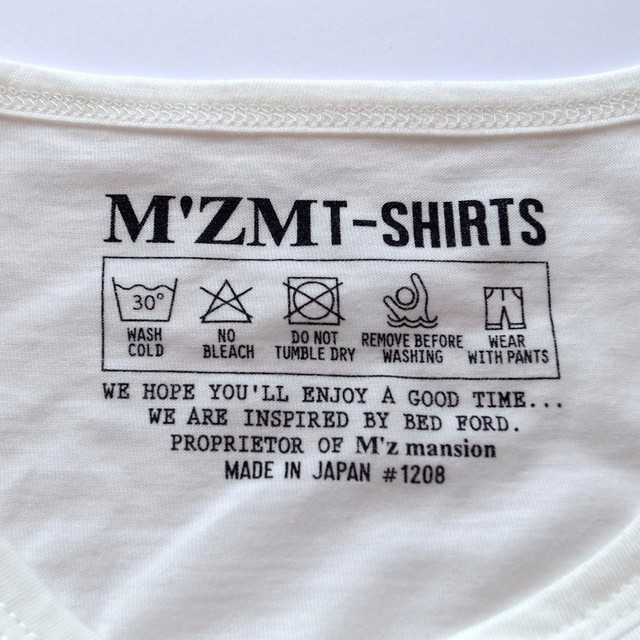 M'ZMT-SHIRTS
30°
WASH COLD
NO BLEACH
DO NOT TUMBLE DRY
REMOVE BEFORE WASHING
WEAR WITH PANTS
WE HOPE YOU'LL ENJOY A GOOD TIME...
WE ARE INSPIRED BY BED FORD.
PROPRIETOR OF M'z mansion
MADE IN JAPAN #1208